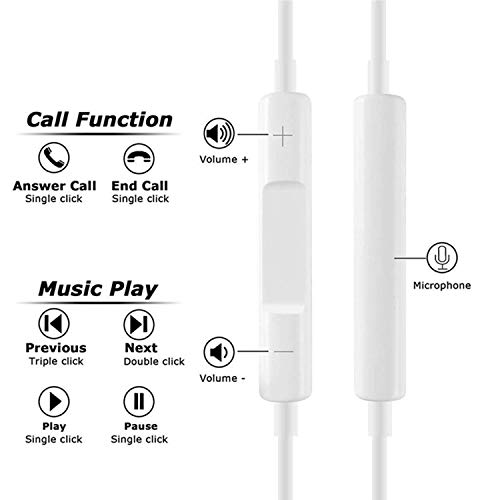 Call Function
Answer Call
Single click
End Call
Single click
Volume +
+
Music Play
Previous
Triple click
Next
Double click
Play
Single click
Pause
Single click
Volume -
−
Microphone